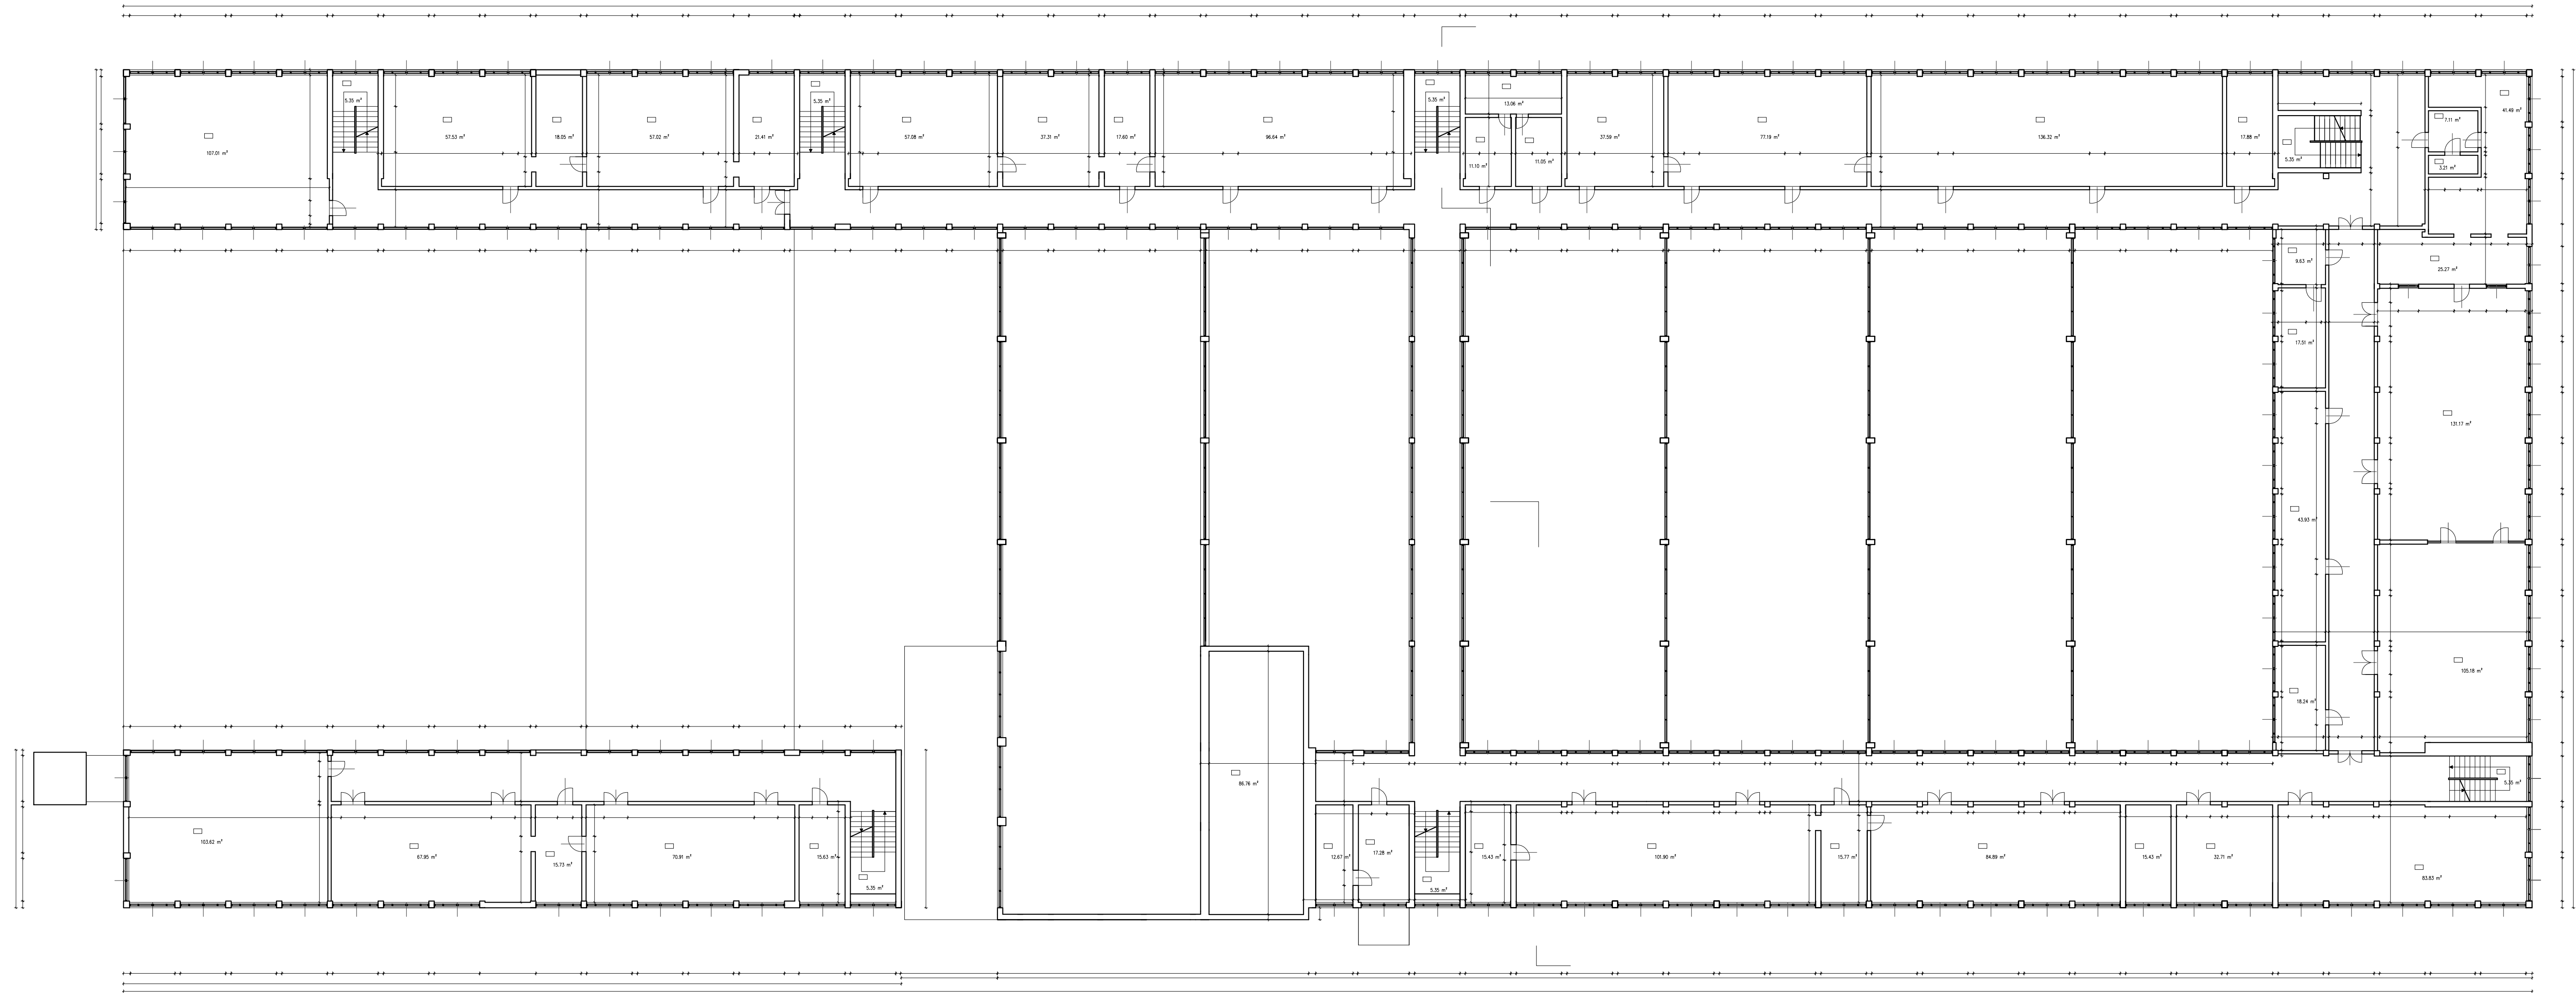 5.35 m²
5.35 m²
5.35 m²
41.49 m²
13.06 m²
7.11 m²
107.01 m²
57.53 m²
18.05 m²
57.02 m²
21.41 m²
57.08 m²
37.31 m²
17.60 m²
96.64 m²
37.59 m²
77.19 m²
136.32 m²
17.88 m²
11.10 m²
11.05 m²
5.35 m²
3.21 m²
9.63 m²
25.27 m²
17.51 m²
131.17 m²
43.93 m²
105.18 m²
18.24 m²
86.76 m²
5.35 m²
103.62 m²
67.95 m²
15.73 m²
70.91 m²
15.63 m²
5.35 m²
12.67 m²
17.28 m²
5.35 m²
15.43 m²
101.90 m²
15.77 m²
84.89 m²
15.43 m²
32.71 m²
83.83 m²